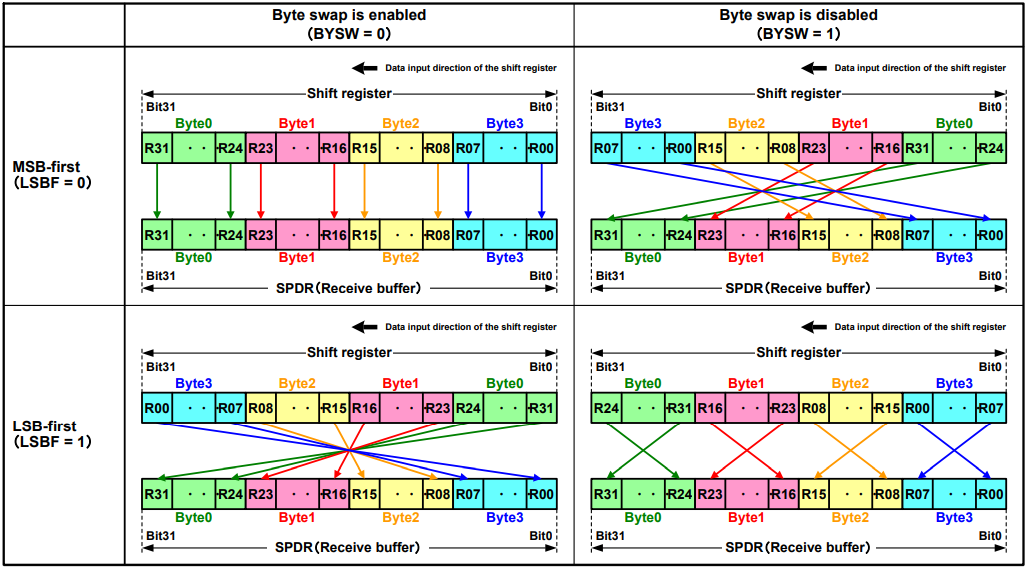 Byte swap is enabled
(BYSW = 0)
Byte swap is disabled
(BYSW = 1)
MSB-first
(LSBF = 0)
Data input direction of the shift register
Shift register
Bit31
Bit0
Byte0 Byte1 Byte2 Byte3
R31 ·· R24 R23 ·· R16 R15 ·· R08 R07 ·· R00
R31 ·· R24 R23 ·· R16 R15 ·· R08 R07 ·· R00
Byte0 Byte1 Byte2 Byte3
Bit31
Bit0
SPDR(Receive buffer)
Data input direction of the shift register
Shift register
Bit31
Bit0
Byte3 Byte2 Byte1 Byte0
R07 ·· R00 R15 ·· R08 R23 ·· R16 R31 ·· R24
R31 ·· R24 R23 ·· R16 R15 ·· R08 R07 ·· R00
Byte0 Byte1 Byte2 Byte3
Bit31
Bit0
SPDR(Receive buffer)
LSB-first
(LSBF = 1)
Data input direction of the shift register
Shift register
Bit31
Bit0
Byte3 Byte2 Byte1 Byte0
R00 ·· R07 R08 ·· R15 R16 ·· R23 R24 ·· R31
R31 ·· R24 R23 ·· R16 R15 ·· R08 R07 ·· R00
Byte0 Byte1 Byte2 Byte3
Bit31
Bit0
SPDR(Receive buffer)
Data input direction of the shift register
Shift register
Bit31
Bit0
Byte0 Byte1 Byte2 Byte3
R24 ·· R31 R16 ·· R23 R08 ·· R15 R00 ·· R07
R31 ·· R24 R23 ·· R16 R15 ·· R08 R07 ·· R00
Byte0 Byte1 Byte2 Byte3
Bit31
Bit0
SPDR(Receive buffer)